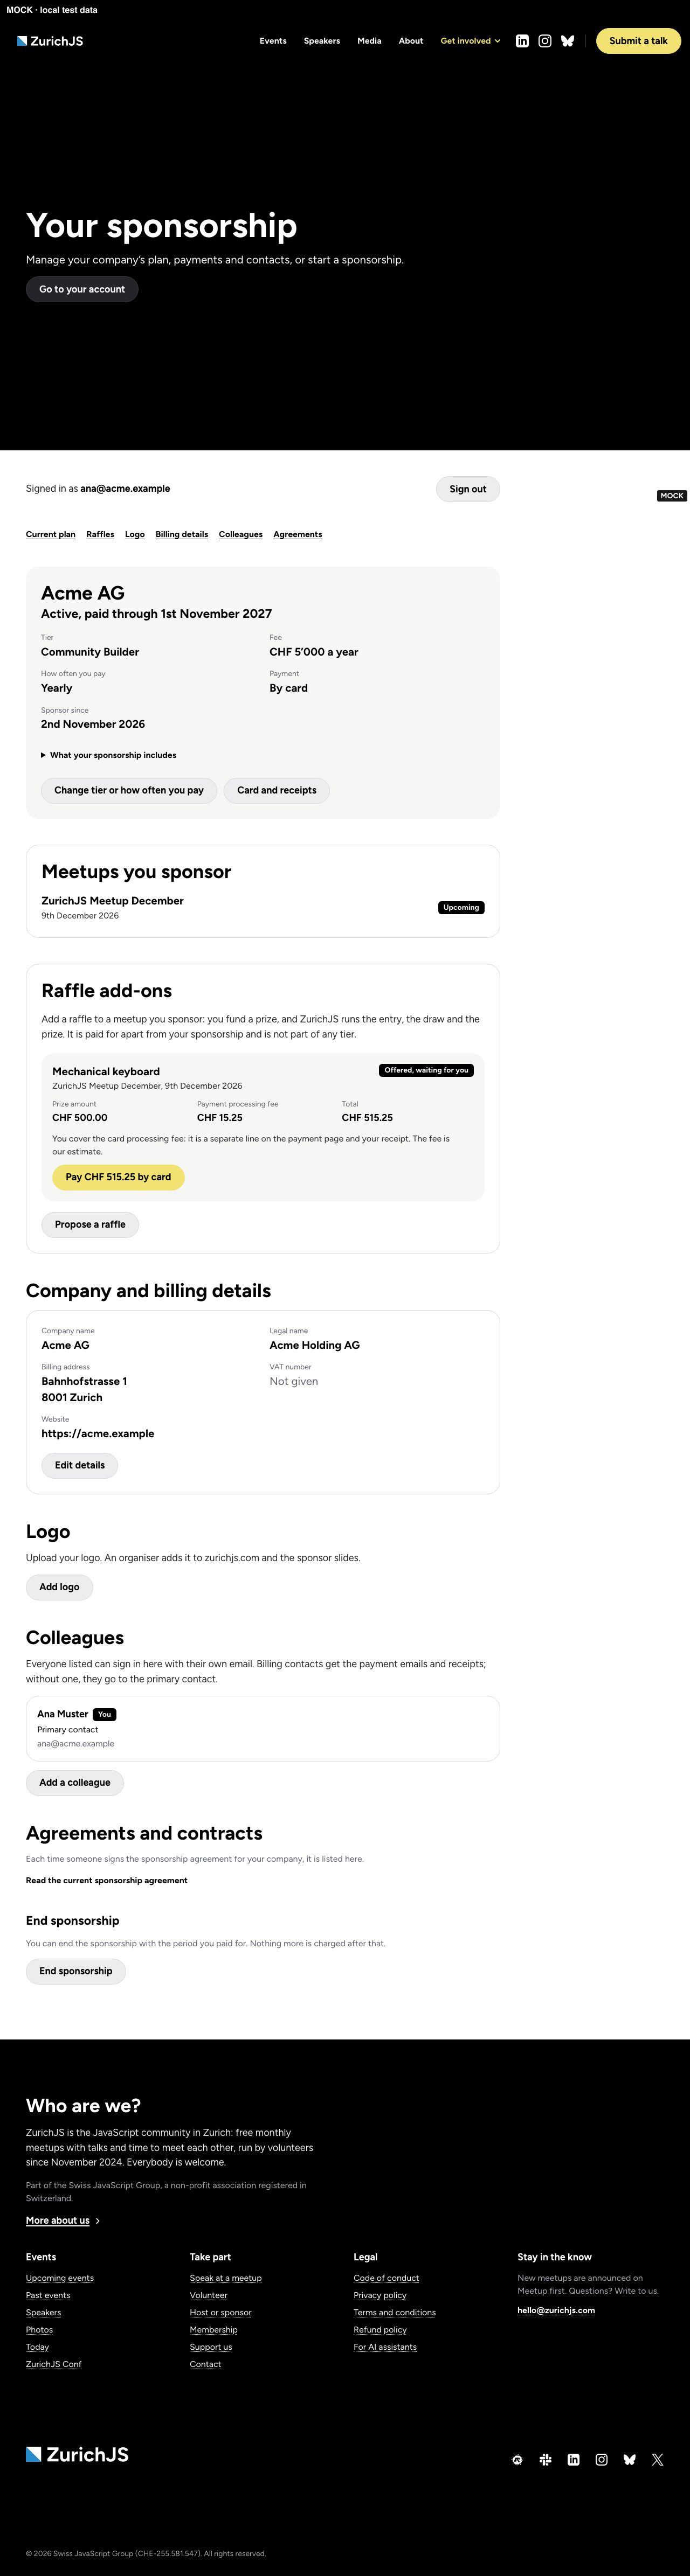 MOCK · local test data
ZurichJS
Events
Speakers
Media
About
Get involved
Submit a talk
Your sponsorship
Manage your company's plan, payments and contacts, or start a sponsorship.
Go to your account
Signed in as ana@acme.example
Sign out
MOCK
Current plan
Raffles
Logo
Billing details
Colleagues
Agreements
Acme AG
Active, paid through 1st November 2027
Tier
Community Builder
Fee
CHF 5’000 a year
How often you pay
Yearly
Payment
By card
Sponsor since
2nd November 2026
What your sponsorship includes
Change tier or how often you pay
Card and receipts
Meetups you sponsor
ZurichJS Meetup December
9th December 2026
Upcoming
Raffle add-ons
Add a raffle to a meetup you sponsor: you fund a prize, and ZurichJS runs the entry, the draw and the
prize. It is paid for apart from your sponsorship and is not part of any tier.
Mechanical keyboard
Offered, waiting for you
ZurichJS Meetup December, 9th December 2026
Prize amount
CHF 500.00
Payment processing fee
CHF 15.25
Total
CHF 515.25
You cover the card processing fee: it is a separate line on the payment page and your receipt. The fee is
our estimate.
Pay CHF 515.25 by card
Propose a raffle
Company and billing details
Company name
Acme AG
Legal name
Acme Holding AG
Billing address
Bahnhofstrasse 1
8001 Zurich
VAT number
Not given
Website
https://acme.example
Edit details
Logo
Upload your logo. An organiser adds it to zurichjs.com and the sponsor slides.
Add logo
Colleagues
Everyone listed can sign in here with their own email. Billing contacts get the payment emails and receipts;
without one, they go to the primary contact.
Ana Muster
You
Primary contact
ana@acme.example
Add a colleague
Agreements and contracts
Each time someone signs the sponsorship agreement for your company, it is listed here.
Read the current sponsorship agreement
End sponsorship
You can end the sponsorship with the period you paid for. Nothing more is charged after that.
End sponsorship
Who are we?
ZurichJS is the JavaScript community in Zurich: free monthly
meetups with talks and time to meet each other, run by volunteers
since November 2024. Everybody is welcome.
Part of the Swiss JavaScript Group, a non-profit association registered in
Switzerland.
More about us
Events
Upcoming events
Past events
Speakers
Photos
Today
ZurichJS Conf
Take part
Speak at a meetup
Volunteer
Host or sponsor
Membership
Support us
Contact
Legal
Code of conduct
Privacy policy
Terms and conditions
Refund policy
For AI assistants
Stay in the know
New meetups are announced on
Meetup first. Questions? Write to us.
hello@zurichjs.com
ZurichJS
© 2026 Swiss JavaScript Group (CHE-255.581.547). All rights reserved.